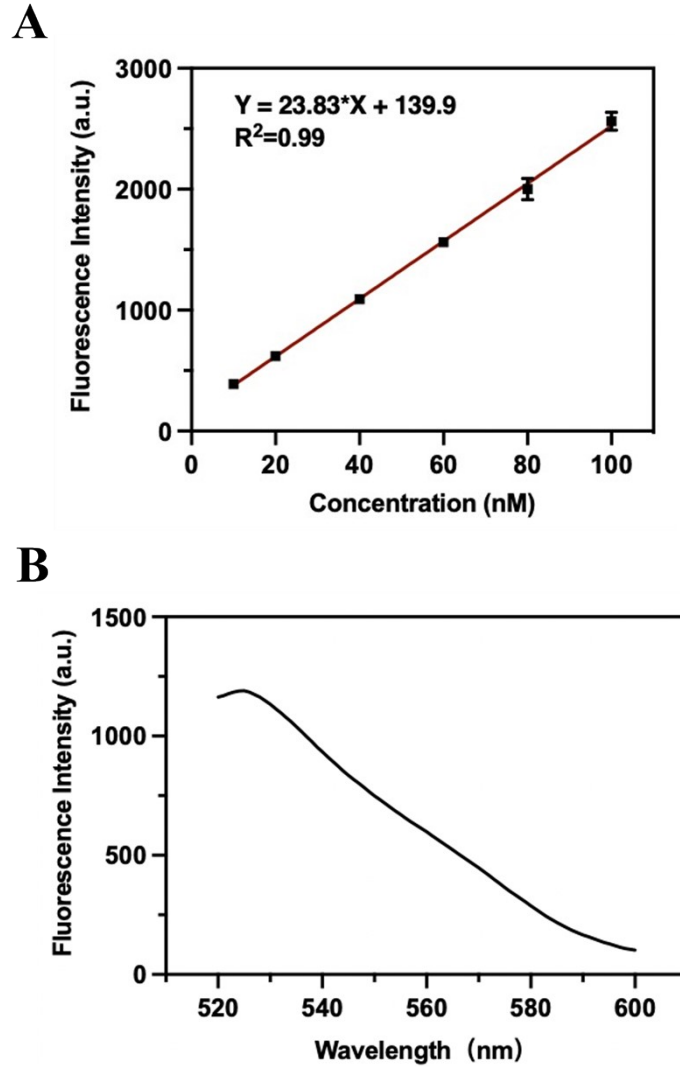 A
3000
2000
1000
0
Fluorescence Intensity (a.u.)
Y = 23.83*X + 139.9
R²=0.99
0 20 40 60 80 100
Concentration (nM)
B
1500
1000
500
0
Fluorescence Intensity (a.u.)
520 540 560 580 600
Wavelength（nm）